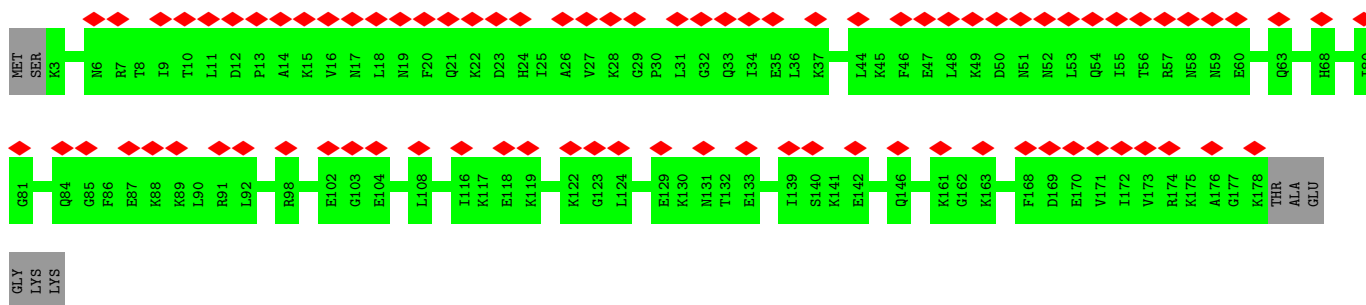 MET SER K3 N6 R7 T8 I9 T10 L11 D12 P13 A14 K15 V16 N17 L18 N19 F20 Q21 K22 D23 H24 I25 A26 V27 K28 G29 P30 L31 G32 Q33 I34 E35 L36 K37 L44 K45 F46 E47 L48 K49 D50 N51 N52 L53 Q54 I55 T56 R57 N58 N59 E60 Q63 H68 I80
G81 Q84 G85 F86 E87 K88 K89 L90 R91 L92 R98 E102 G103 E104 L108 I116 K117 E118 K119 K122 G123 L124 E129 K130 N131 T132 E133 I139 S140 K141 E142 Q146 K161 G162 K163 F168 D169 E170 V171 I172 V173 R174 K175 A176 G177 K178 THR ALA GLU
GLY LYS LYS